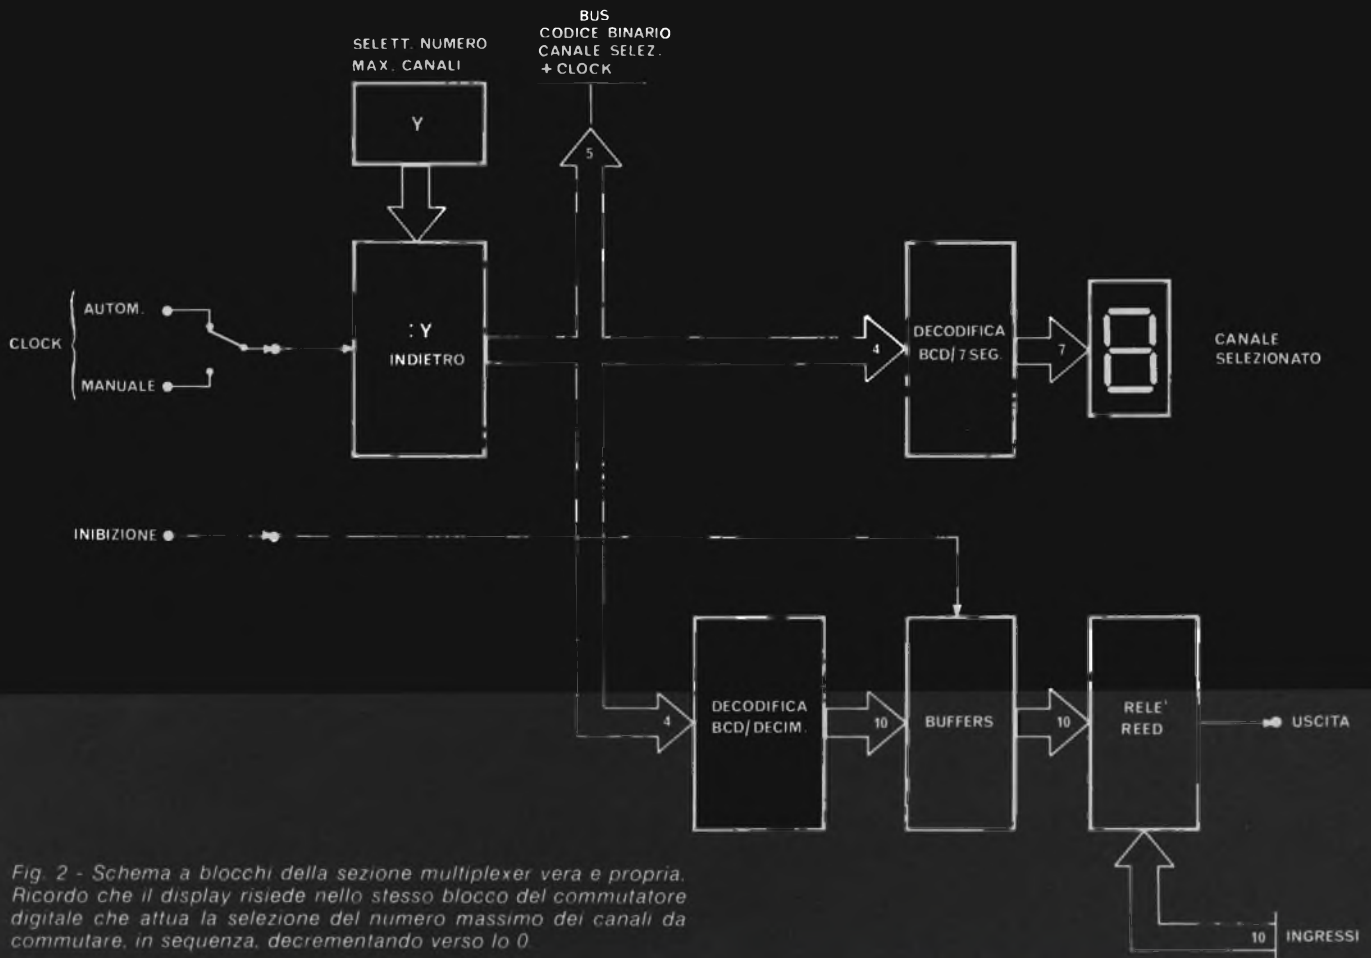 SELETT. NUMERO
MAX. CANALI
Y
BUS
CODICE BINARIO
CANALE SELEZ.
+ CLOCK
5
CLOCK
AUTOM.
MANUALE
:Y
INDIETRO
4
DECODIFICA
BCD/7 SEG.
7
8
CANALE
SELEZIONATO
INIBIZIONE
4
DECODIFICA
BCD/DECIM.
10
BUFFERS
10
RELE'
REED
USCITA
10
INGRESSI
Fig. 2 - Schema a blocchi della sezione multiplexer vera e propria.
Ricordo che il display risiede nello stesso blocco del commutatore
digitale che attua la selezione del numero massimo dei canali da
commutare, in sequenza, decrementando verso lo 0.